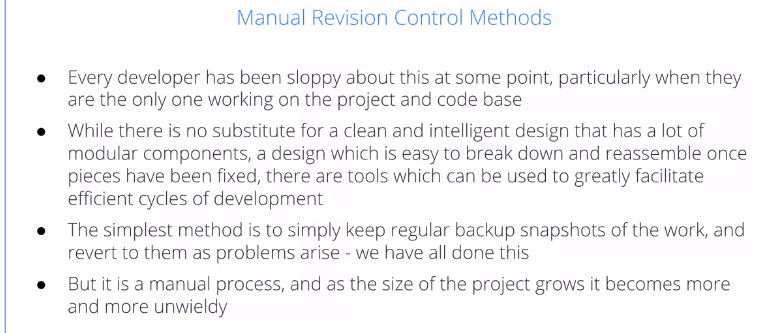 Manual Revision Control Methods
● Every developer has been sloppy about this at some point, particularly when they
are the only one working on the project and code base
● While there is no substitute for a clean and intelligent design that has a lot of
modular components, a design which is easy to break down and reassemble once
pieces have been fixed, there are tools which can be used to greatly facilitate
efficient cycles of development
● The simplest method is to simply keep regular backup snapshots of the work, and
revert to them as problems arise - we have all done this
● But it is a manual process, and as the size of the project grows it becomes more
and more unwieldy